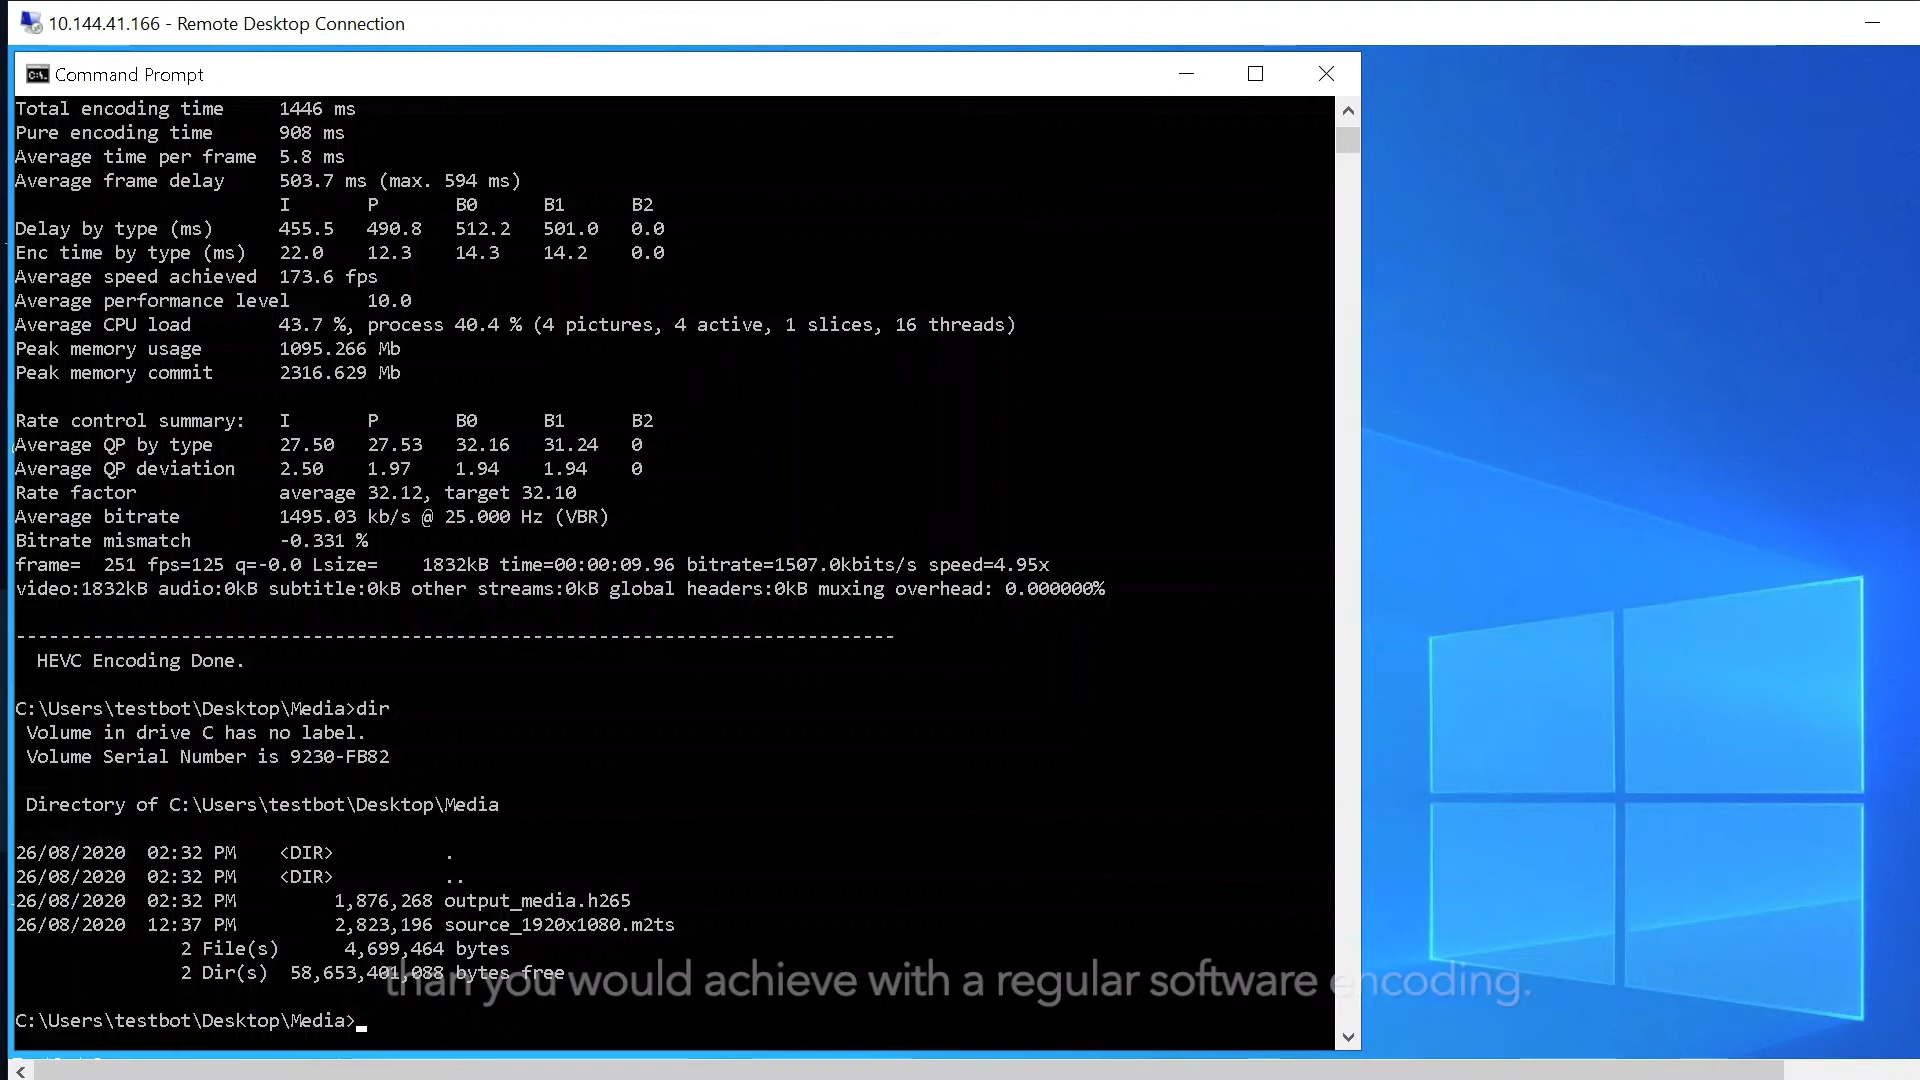 10.144.41.166 - Remote Desktop Connection
Command Prompt
Total encoding time     1446 ms
Pure encoding time      908 ms
Average time per frame  5.8 ms
Average frame delay     503.7 ms (max. 594 ms)
                        I       P       B0      B1      B2
Delay by type (ms)      455.5   490.8   512.2   501.0   0.0
Enc time by type (ms)   22.0    12.3    14.3    14.2    0.0
Average speed achieved  173.6 fps
Average performance level       10.0
Average CPU load        43.7 %, process 40.4 % (4 pictures, 4 active, 1 slices, 16 threads)
Peak memory usage       1095.266 Mb
Peak memory commit      2316.629 Mb
Rate control summary:   I       P       B0      B1      B2
Average QP by type      27.50   27.53   32.16   31.24   0
Average QP deviation    2.50    1.97    1.94    1.94    0
Rate factor             average 32.12, target 32.10
Average bitrate         1495.03 kb/s @ 25.000 Hz (VBR)
Bitrate mismatch        -0.331 %
frame=  251 fps=125 q=-0.0 Lsize=    1832kB time=00:00:09.96 bitrate=1507.0kbits/s speed=4.95x
video:1832kB audio:0kB subtitle:0kB other streams:0kB global headers:0kB muxing overhead: 0.000000%
--------------------------------------------------------------------------------
  HEVC Encoding Done.
C:\Users\testbot\Desktop\Media>dir
 Volume in drive C has no label.
 Volume Serial Number is 9230-FB82
 Directory of C:\Users\testbot\Desktop\Media
26/08/2020  02:32 PM    <DIR>          .
26/08/2020  02:32 PM    <DIR>          ..
26/08/2020  02:32 PM         1,876,268 output_media.h265
26/08/2020  12:37 PM         2,823,196 source_1920x1080.m2ts
               2 File(s)      4,699,464 bytes
               2 Dir(s)  58,653,401,088 bytes free
than you would achieve with a regular software encoding.
C:\Users\testbot\Desktop\Media>